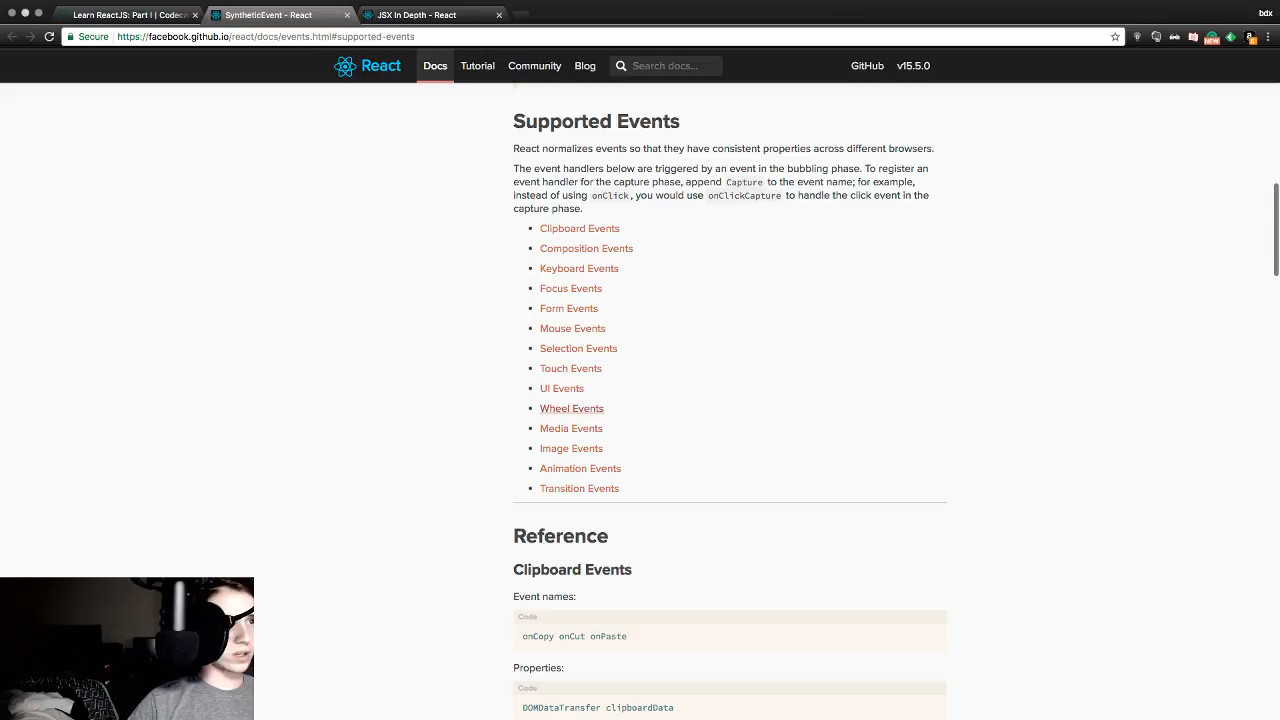 Learn ReactJS: Part I | Codeca
SyntheticEvent - React
JSX In Depth - React
bdx
Secure
https://facebook.github.io/react/docs/events.html#supported-events
NEW
React
Docs
Tutorial
Community
Blog
Search docs...
GitHub
v15.5.0
Supported Events
React normalizes events so that they have consistent properties across different browsers.
The event handlers below are triggered by an event in the bubbling phase. To register an
event handler for the capture phase, append Capture to the event name; for example,
instead of using onClick, you would use onClickCapture to handle the click event in the
capture phase.
Clipboard Events
Composition Events
Keyboard Events
Focus Events
Form Events
Mouse Events
Selection Events
Touch Events
UI Events
Wheel Events
Media Events
Image Events
Animation Events
Transition Events
Reference
Clipboard Events
Event names:
Code
onCopy onCut onPaste
Properties:
Code
DOMDataTransfer clipboardData